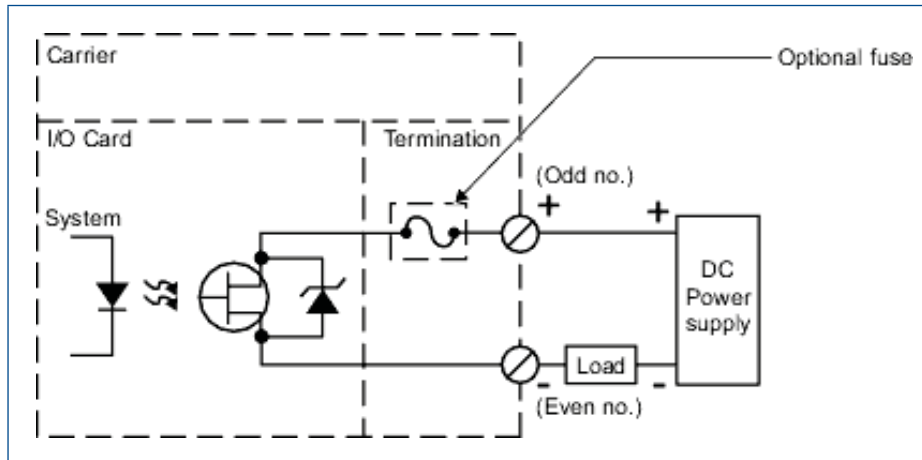 Carrier
Optional fuse
I/O Card
Termination
(Odd no.)
System
+
+
DC
Power
supply
Load
-
-
(Even no.)